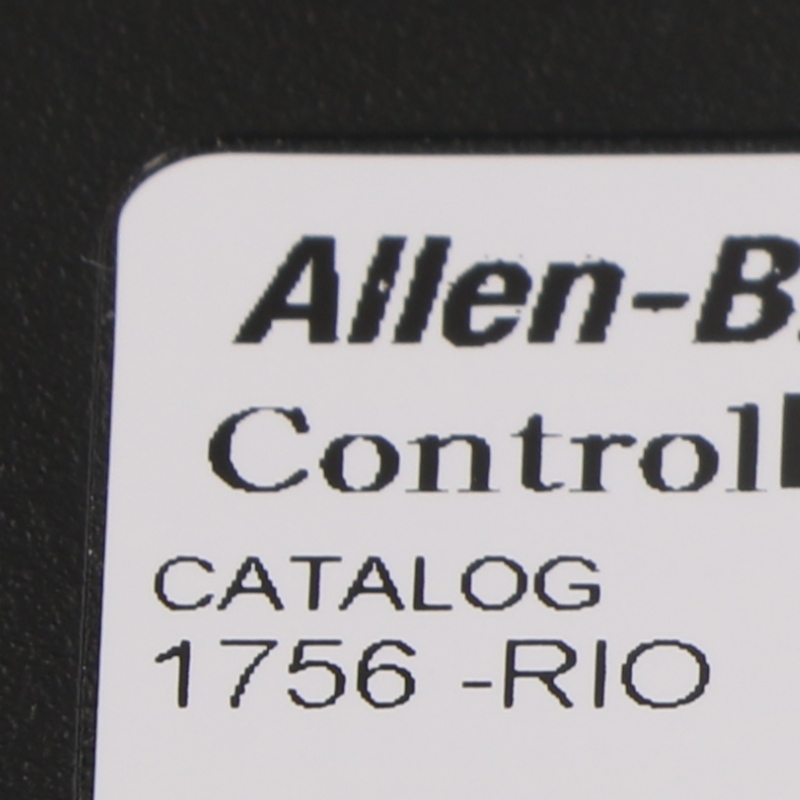 Allen-B
Controll
CATALOG
1756 -RIO